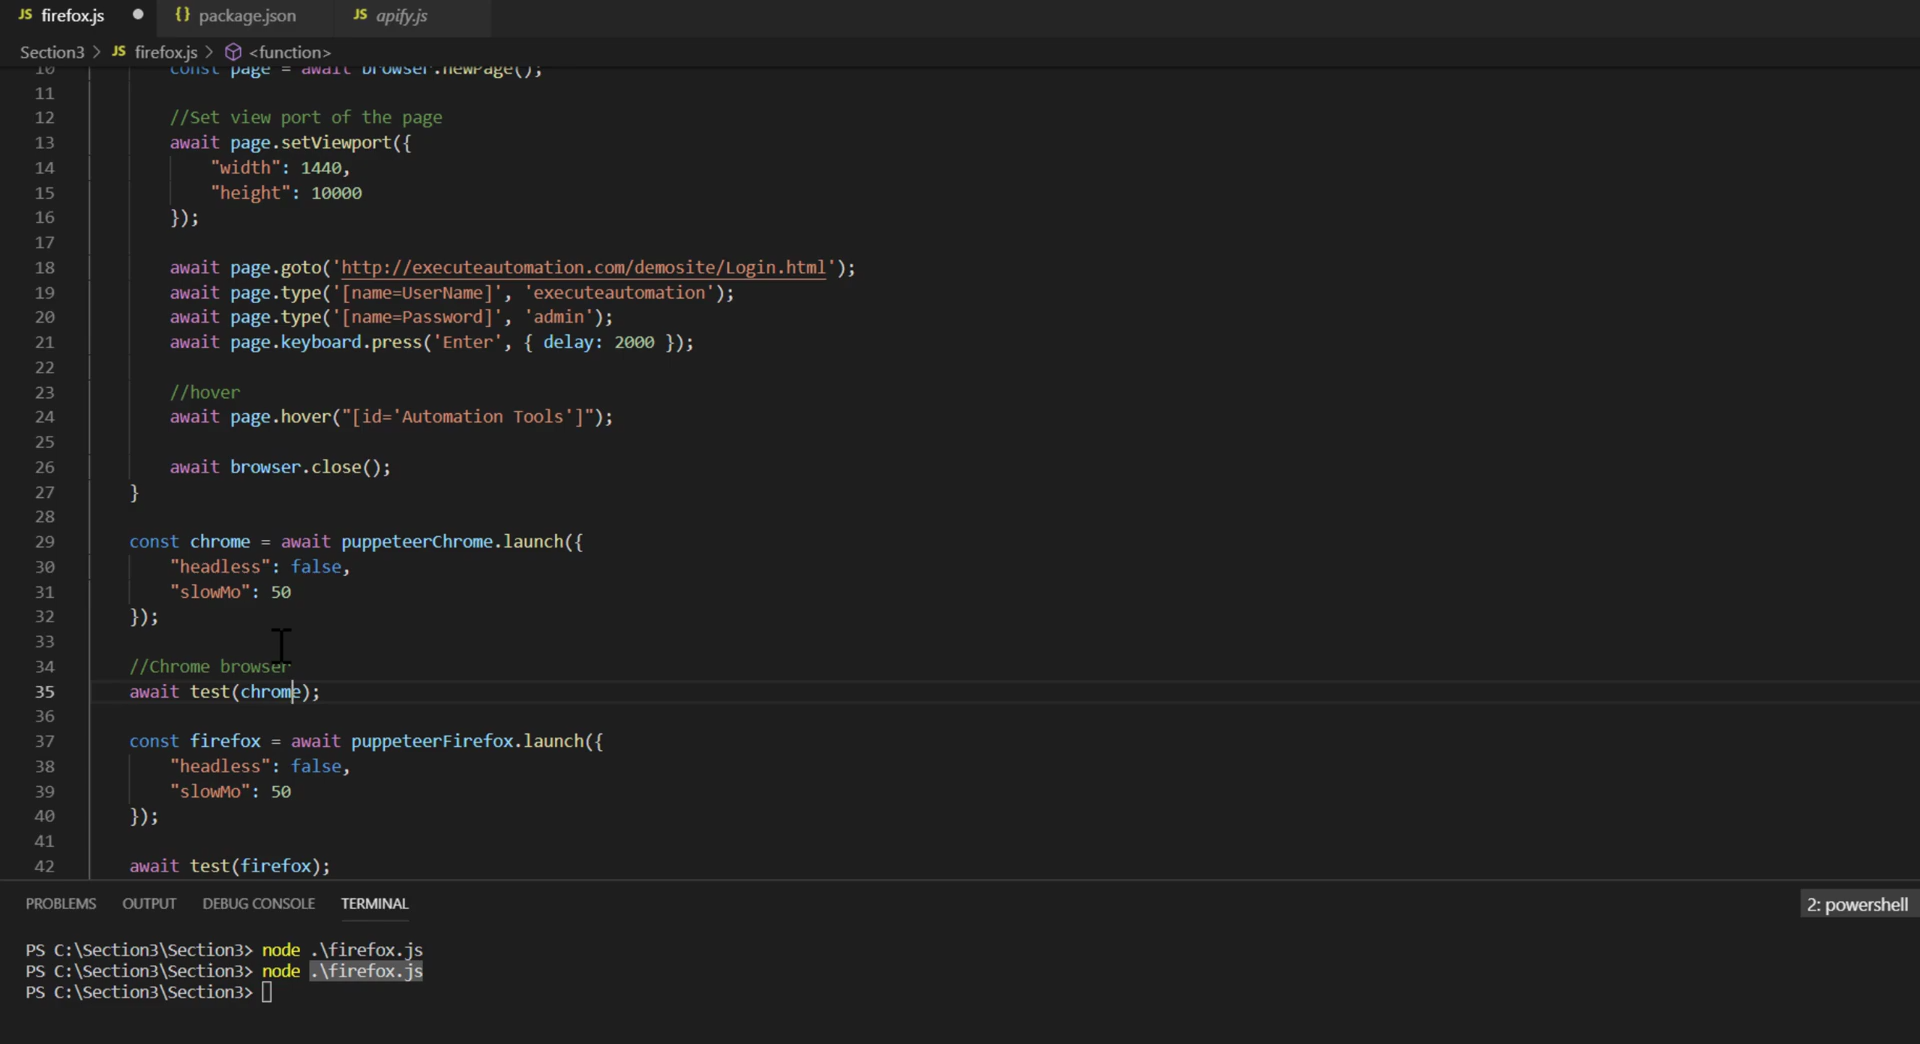 JS firefox.js ● {} package.json JS apify.js
Section3 > JS firefox.js > <function>
10 const page = await browser.newPage();
11
12 //Set view port of the page
13 await page.setViewport({
14 "width": 1440,
15 "height": 10000
16 });
17
18 await page.goto('http://executeautomation.com/demosite/Login.html');
19 await page.type('[name=UserName]', 'executeautomation');
20 await page.type('[name=Password]', 'admin');
21 await page.keyboard.press('Enter', { delay: 2000 });
22
23 //hover
24 await page.hover("[id='Automation Tools']");
25
26 await browser.close();
27 }
28
29 const chrome = await puppeteerChrome.launch({
30 "headless": false,
31 "slowMo": 50
32 });
33
34 //Chrome browser
35 await test(chrome);
36
37 const firefox = await puppeteerFirefox.launch({
38 "headless": false,
39 "slowMo": 50
40 });
41
42 await test(firefox);
PROBLEMS OUTPUT DEBUG CONSOLE TERMINAL 2: powershell
PS C:\Section3\Section3> node .\firefox.js
PS C:\Section3\Section3> node .\firefox.js
PS C:\Section3\Section3>